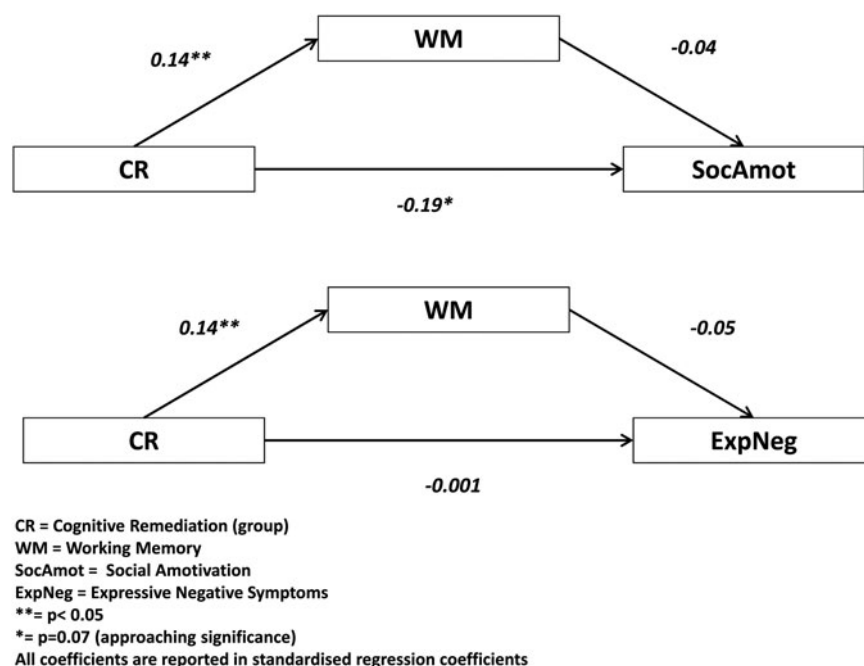 WM
0.14**
-0.04
CR
SocAmot
-0.19*
WM
0.14**
-0.05
CR
ExpNeg
-0.001
CR = Cognitive Remediation (group)
WM = Working Memory
SocAmot = Social Amotivation
ExpNeg = Expressive Negative Symptoms
**= p< 0.05
*= p=0.07 (approaching significance)
All coefficients are reported in standardised regression coefficients